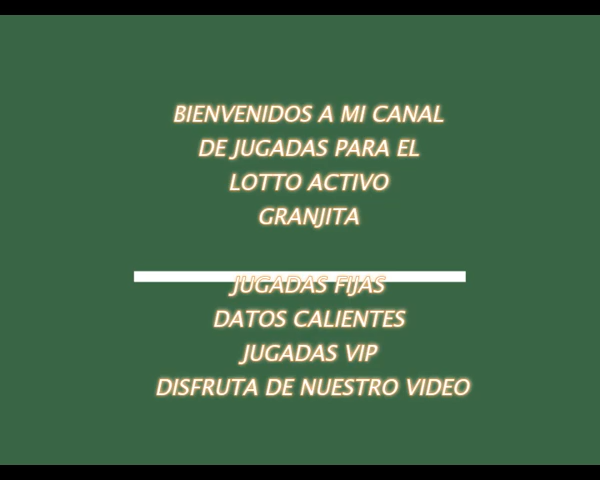 BIENVENIDOS A MI CANAL
DE JUGADAS PARA EL
LOTTO ACTIVO
GRANJITA
JUGADAS FIJAS
DATOS CALIENTES
JUGADAS VIP
DISFRUTA DE NUESTRO VIDEO